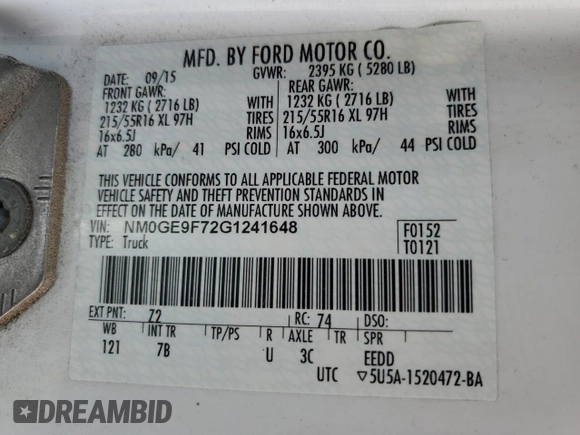 MFD. BY FORD MOTOR CO.
DATE: 09/15 GVWR: 2395 KG ( 5280 LB)
FRONT GAWR: REAR GAWR:
1232 KG ( 2716 LB) WITH 1232 KG ( 2716 LB) WITH
215/55R16 XL 97H TIRES 215/55R16 XL 97H TIRES
16x6.5J RIMS 16x6.5J RIMS
AT 280 kPa/ 41 PSI COLD AT 300 kPa/ 44 PSI COLD
THIS VEHICLE CONFORMS TO ALL APPLICABLE FEDERAL MOTOR
VEHICLE SAFETY AND THEFT PREVENTION STANDARDS IN
EFFECT ON THE DATE OF MANUFACTURE SHOWN ABOVE.
VIN: NM0GE9F72G1241648 F0152
TYPE: Truck T0121
EXT PNT: Z2 RC: 74 DSO:
WB INT TR TP/PS R AXLE TR SPR
121 7B U 3C EEDD
UTC ▽5U5A-1520472-BA
DREAMBID